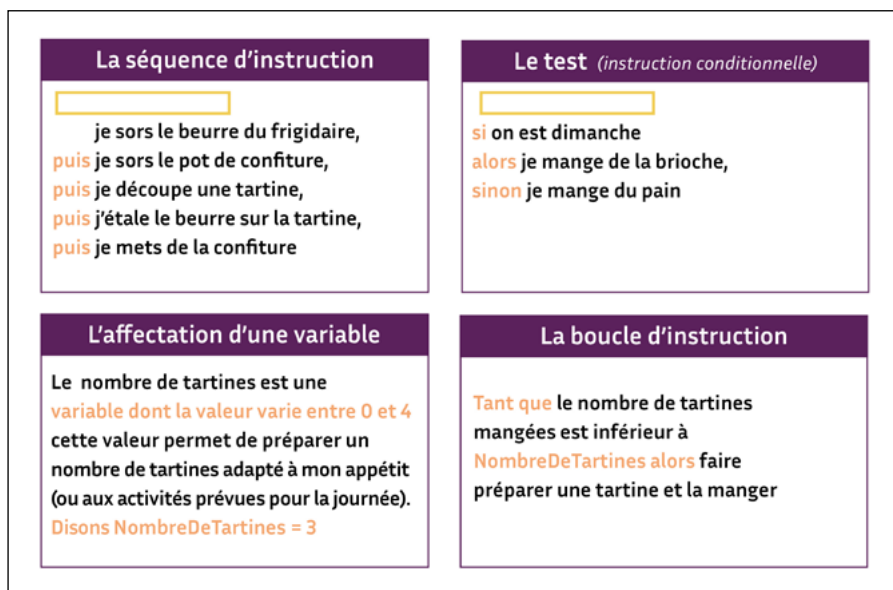 La séquence d'instruction
je sors le beurre du frigidaire,
puis je sors le pot de confiture,
puis je découpe une tartine,
puis j'étale le beurre sur la tartine,
puis je mets de la confiture
Le test (instruction conditionnelle)
si on est dimanche
alors je mange de la brioche,
sinon je mange du pain
L'affectation d'une variable
Le nombre de tartines est une
variable dont la valeur varie entre 0 et 4
cette valeur permet de préparer un
nombre de tartines adapté à mon appétit
(ou aux activités prévues pour la journée).
Disons NombreDeTartines = 3
La boucle d'instruction
Tant que le nombre de tartines
mangées est inférieur à
NombreDeTartines alors faire
préparer une tartine et la manger